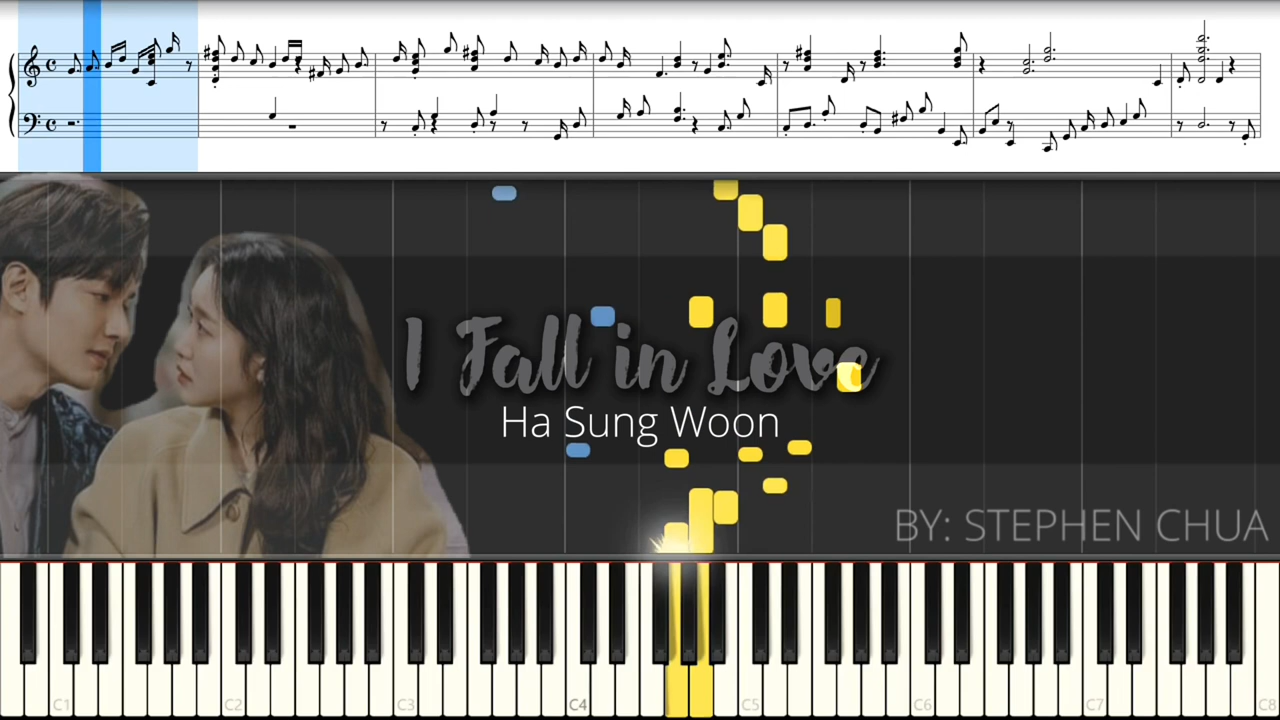 I Fall in Love
Ha Sung Woon
BY: STEPHEN CHUA
C1 C2 C3 C4 C5 C6 C7 C8